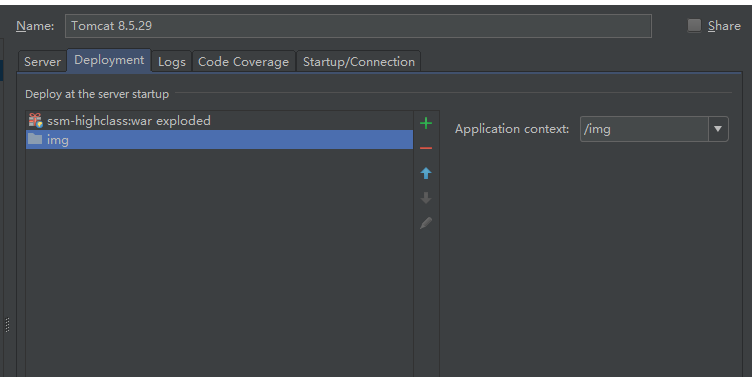 Name: Tomcat 8.5.29 Share
Server Deployment Logs Code Coverage Startup/Connection
Deploy at the server startup
ssm-highclass:war exploded
img
Application context: /img